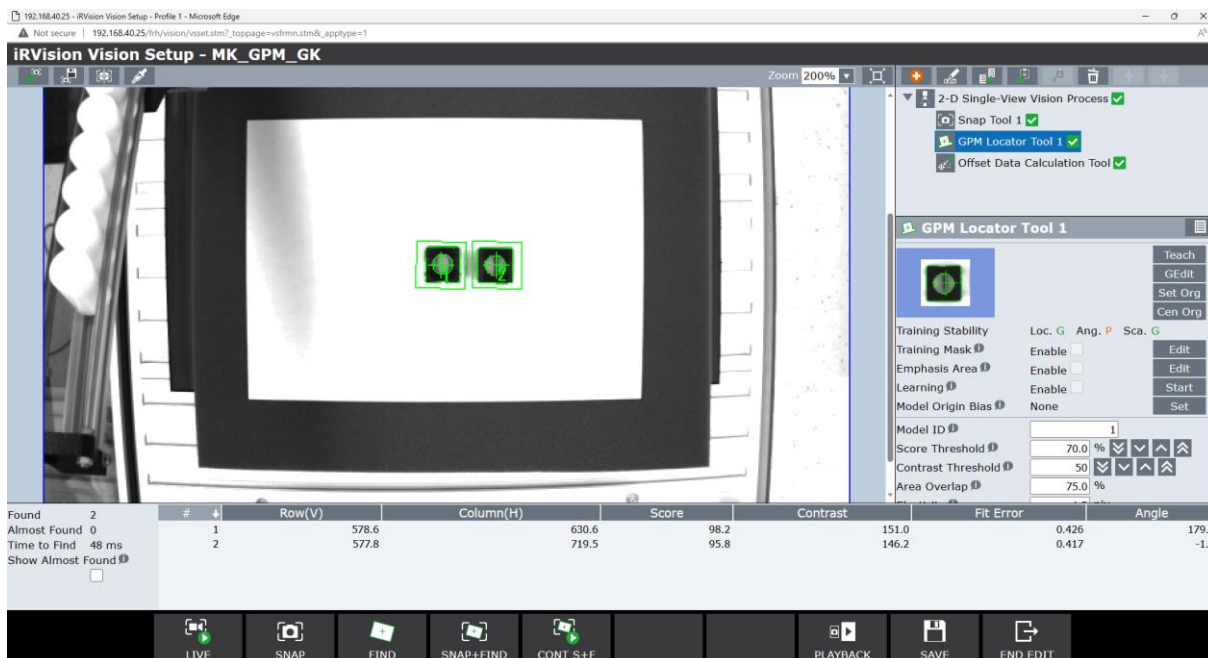 192.168.40.25 - iRVision Vision Setup - Profile 1 - Microsoft Edge
Not secure | 192.168.40.25/frh/vision/vsset.stm?_toppage=vsfrmn.stm&_apptype=1
iRVision Vision Setup - MK_GPM_GK
Zoom 200%
2-D Single-View Vision Process
Snap Tool 1
GPM Locator Tool 1
Offset Data Calculation Tool
1
2
GPM Locator Tool 1
Teach
GEdit
Set Org
Cen Org
Training Stability Loc. G Ang. P Sca. G
Training Mask Enable Edit
Emphasis Area Enable Edit
Learning Enable Start
Model Origin Bias None Set
Model ID 1
Score Threshold 70.0 %
Contrast Threshold 50
Area Overlap 75.0 %
Found 2
Almost Found 0
Time to Find 48 ms
Show Almost Found
# Row(V) Column(H) Score Contrast Fit Error Angle
1 578.6 630.6 98.2 151.0 0.426 179.
2 577.8 719.5 95.8 146.2 0.417 -1.
LIVE SNAP FIND SNAP+FIND CONT S+F PLAYBACK SAVE END EDIT